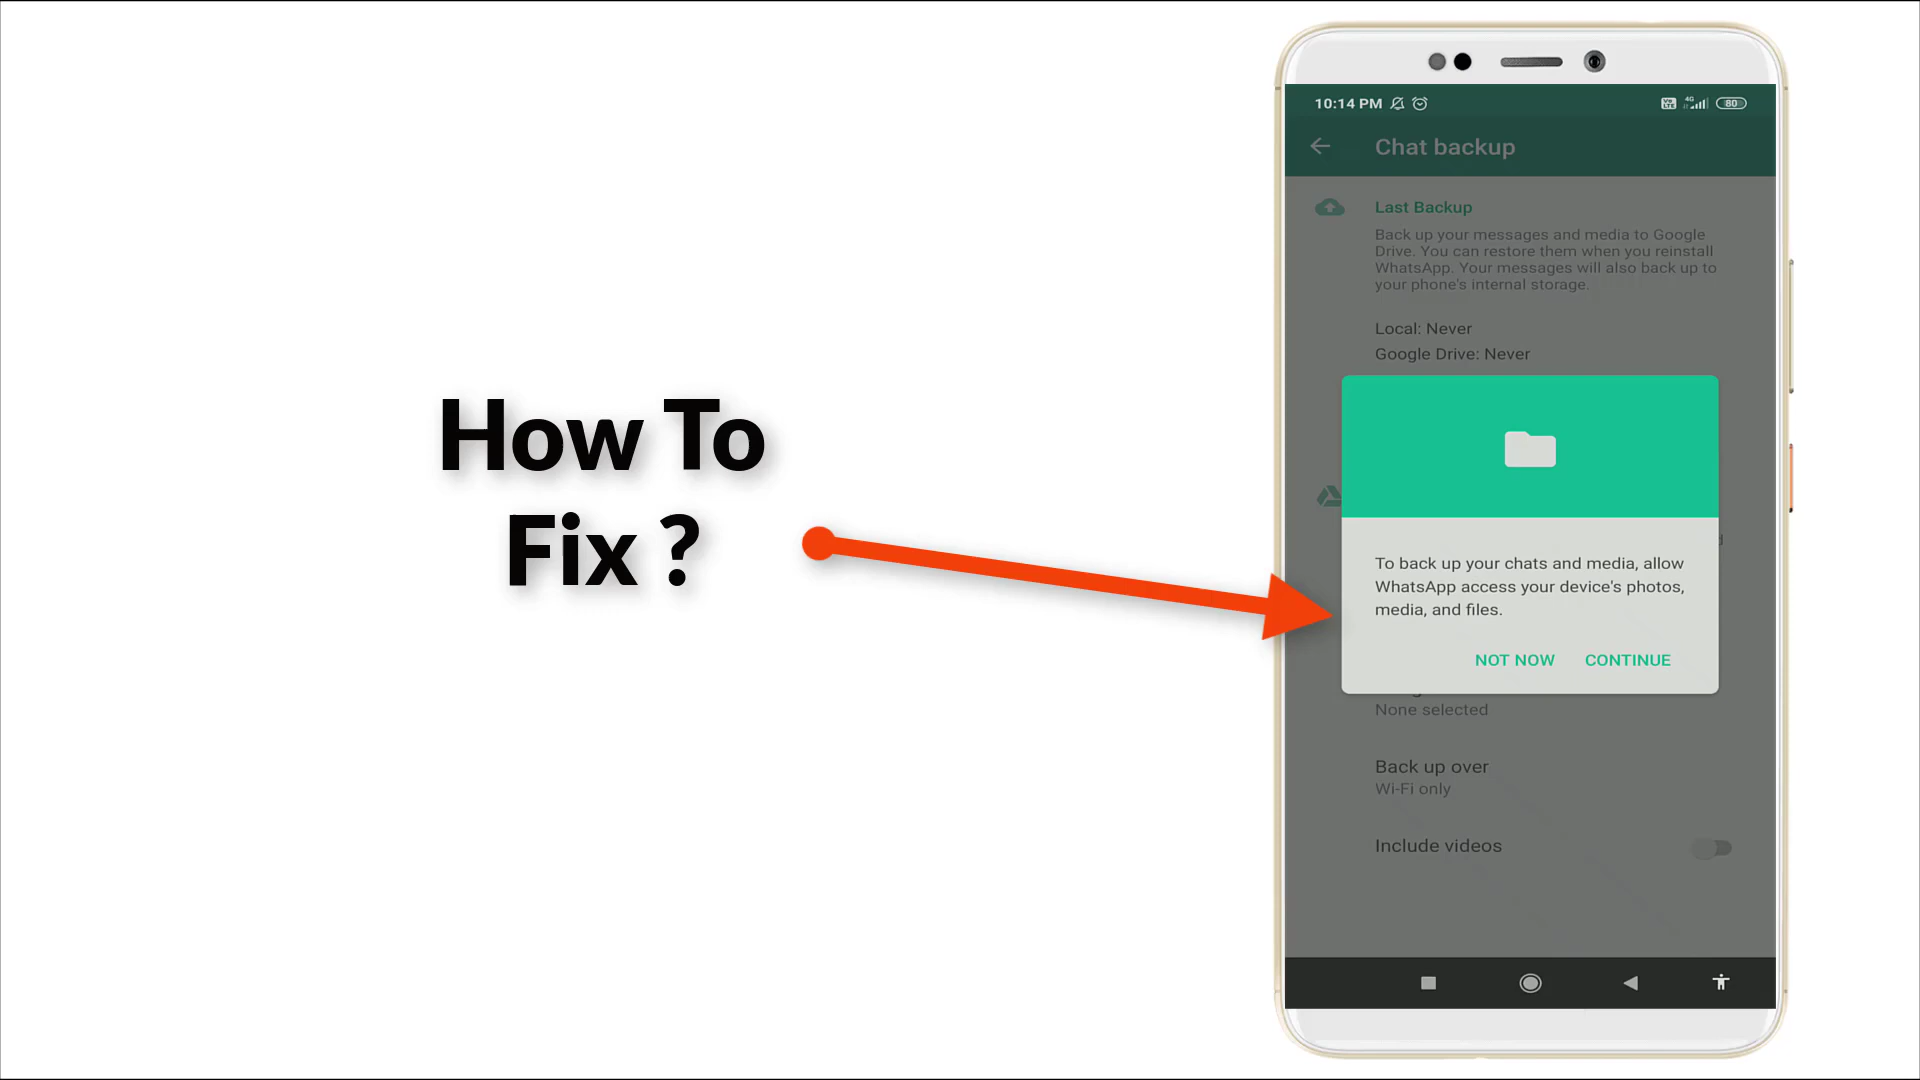 How To
Fix ?
10:14 PM
4G
80
Chat backup
Last Backup
Back up your messages and media to Google
Drive. You can restore them when you reinstall
WhatsApp. Your messages will also back up to
your phone's internal storage.
Local: Never
Google Drive: Never
To back up your chats and media, allow
WhatsApp access your device's photos,
media, and files.
NOT NOW CONTINUE
None selected
Back up over
Wi-Fi only
Include videos